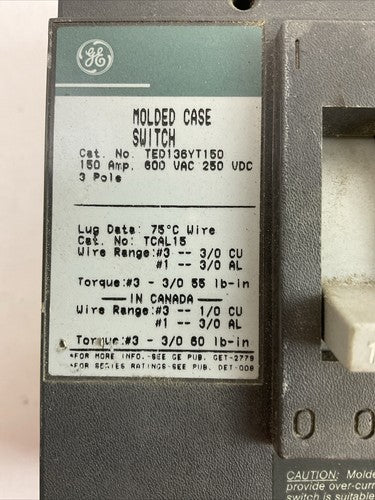 GE
MOLDED CASE
SWITCH
Cat. No. TED136YT150
150 Amp. 600 VAC 250 VDC
3 Pole
Lug Data: 75°C Wire
Cat. No: TCAL15
Wire Range:#3 -- 3/0 CU
#1 -- 3/0 AL
Torque:#3 - 3/0 55 lb-in
—IN CANADA—
Wire Range:#3 -- 1/0 CU
#1 -- 3/0 AL
Torque:#3 - 3/0 60 lb-in
*FOR MORE INFO.-SEE GE PUB. GET-2779
*FOR SERIES RATINGS-SEE PUB. DET-008
I
1
O O
CAUTION: Molde
provide over-curr
switch is suitable